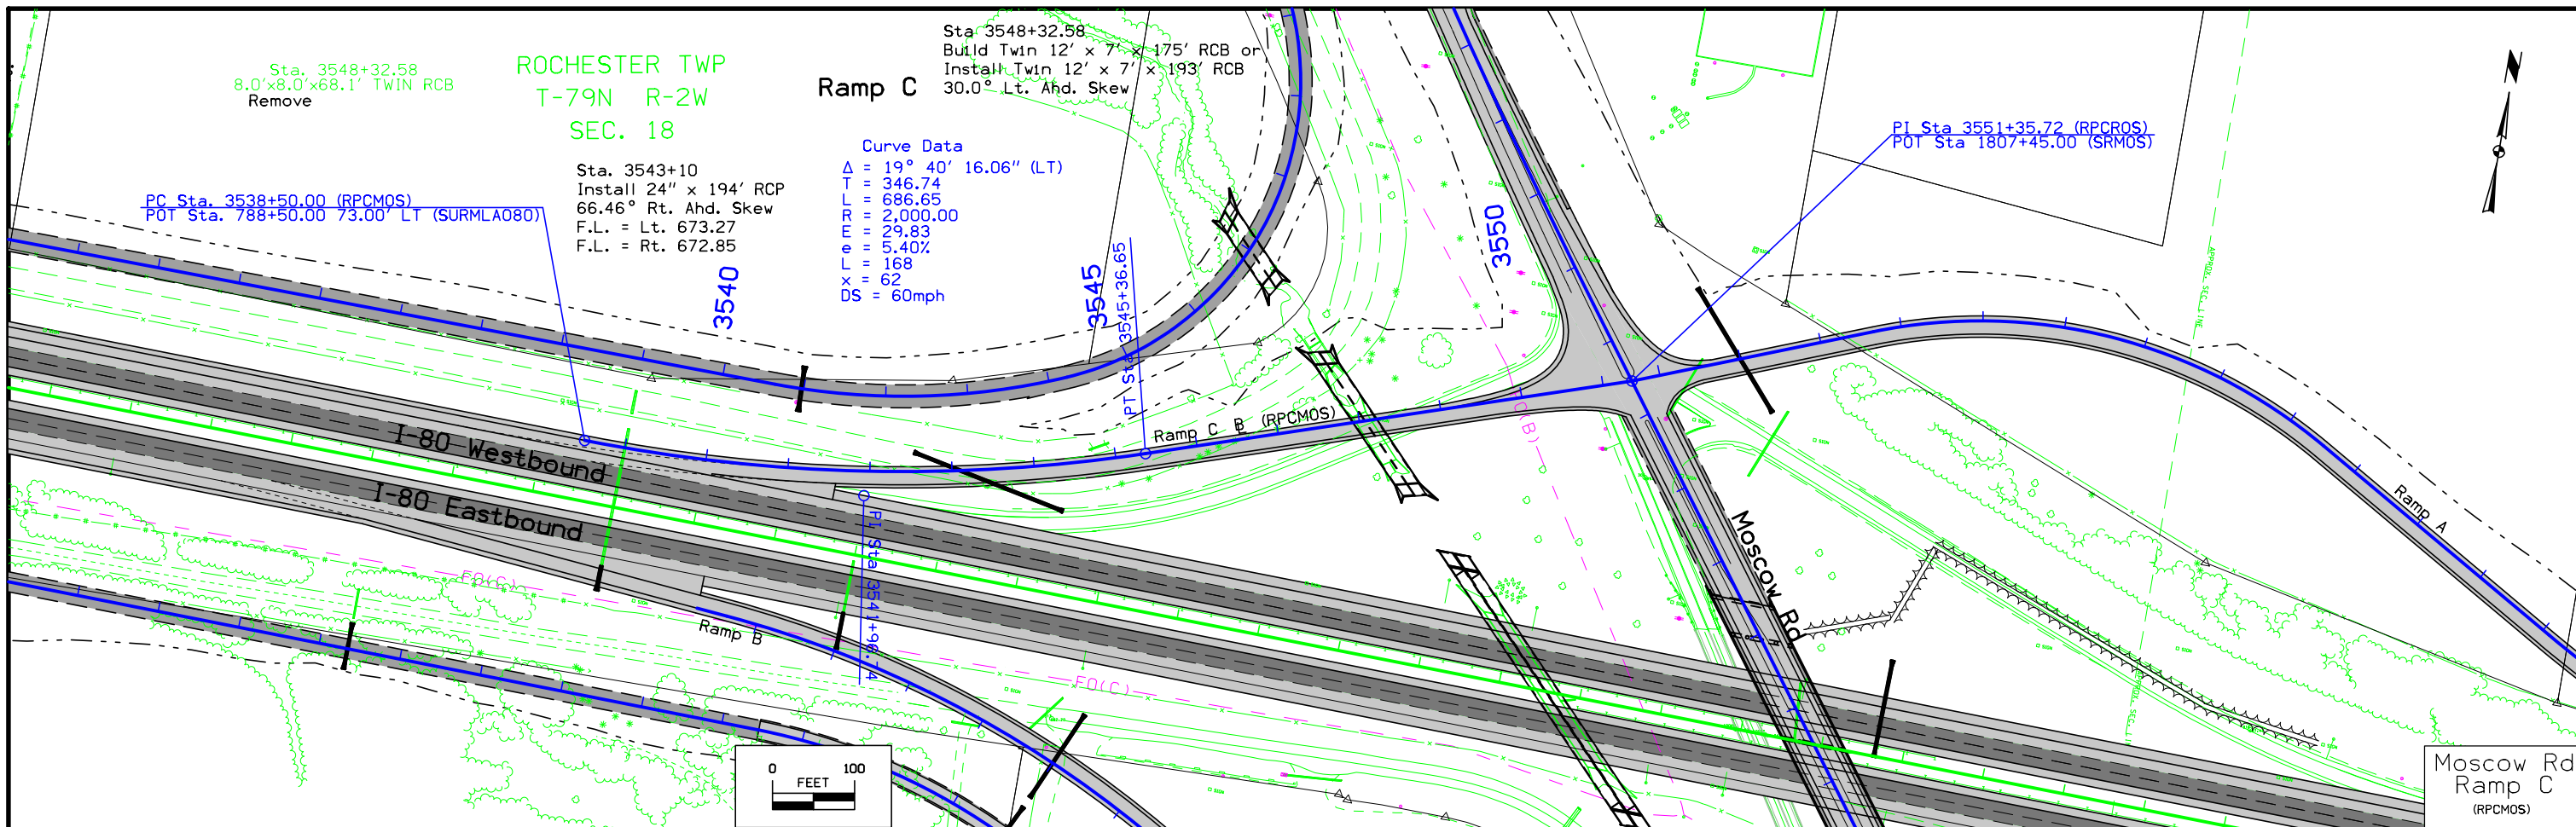 Sta. 3548+32.58
8.0'x8.0'x68.1' TWIN RCB
Remove
ROCHESTER TWP
T-79N R-2W
SEC. 18
Ramp C
Sta 3548+32.58
Build Twin 12' x 7' x 175' RCB or
Install Twin 12' x 7' x 193' RCB
30.0° Lt. Ahd. Skew
Sta. 3543+10
Install 24" x 194' RCP
66.46° Rt. Ahd. Skew
F.L. = Lt. 673.27
F.L. = Rt. 672.85
Curve Data
Δ = 19° 40' 16.06" (LT)
T = 346.74
L = 686.65
R = 2,000.00
E = 29.83
e = 5.40%
L = 168
x = 62
DS = 60mph
PC Sta. 3538+50.00 (RPCMOS)
POT Sta. 788+50.00 73.00' LT (SURMLA080)
PI Sta 3551+35.72 (RPCROS)
POT Sta 1807+45.00 (SRMOS)
3540
3545
PT Sta 3545+36.65
3550
APPROX. SEC. LINE
Ramp C B (RPCMOS)
I-80 Westbound
I-80 Eastbound
PI Sta 3541+96.74
FO(C)
FO(C)
Ramp B
Moscow Rd
Ramp A
0 100
FEET
Moscow Rd
Ramp C
(RPCMOS)